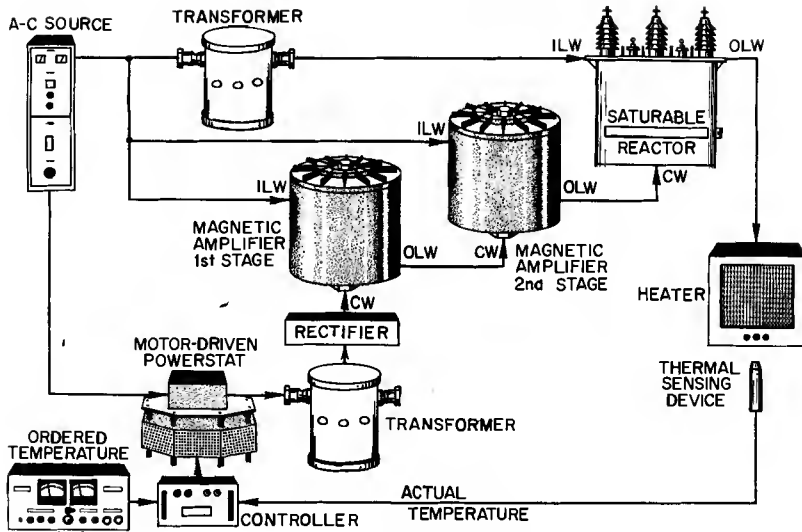 TRANSFORMER
A-C SOURCE
ILW
OLW
SATURABLE
REACTOR
ILW
CW
ILW
OLW
MAGNETIC
AMPLIFIER
1st STAGE
OLW
CW
MAGNETIC
AMPLIFIER
2nd STAGE
HEATER
CW
RECTIFIER
MOTOR-DRIVEN
POWERSTAT
THERMAL
SENSING
DEVICE
TRANSFORMER
ORDERED
TEMPERATURE
ACTUAL
TEMPERATURE
CONTROLLER